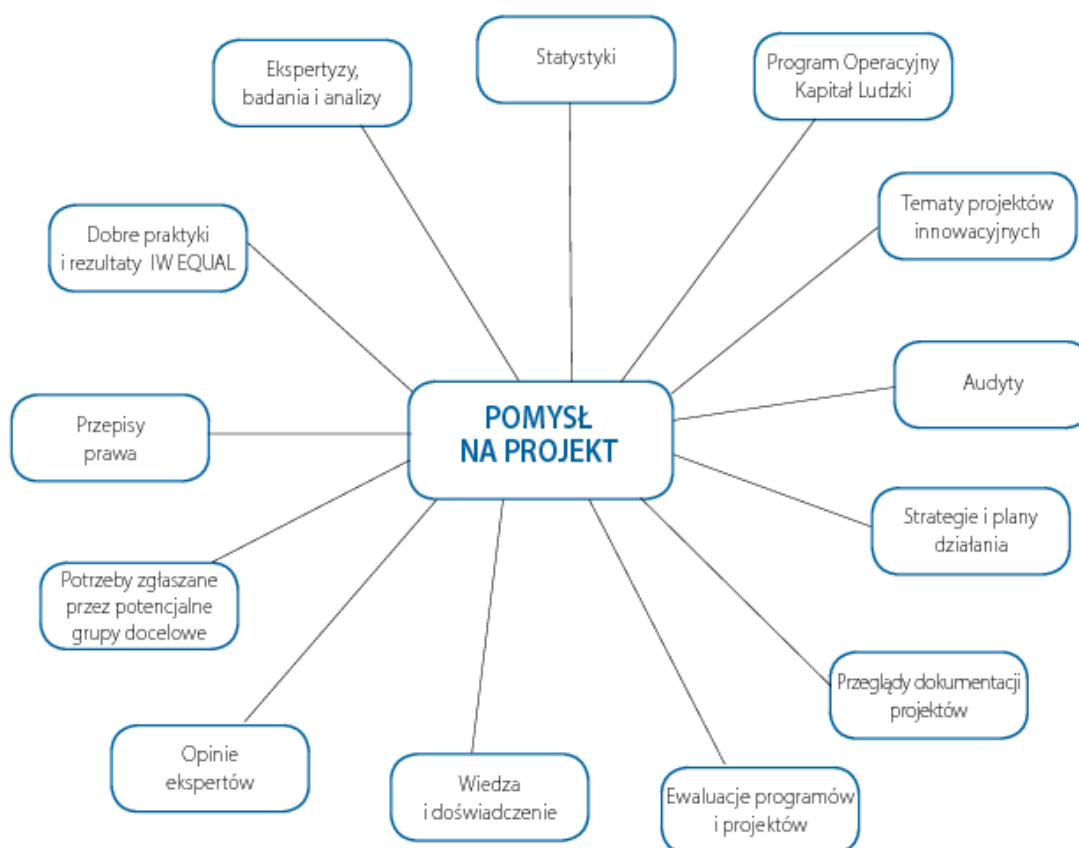 Statystyki
Ekspertyzy,
badania i analizy
Program Operacyjny
Kapitał Ludzki
Tematy projektów
innowacyjnych
Dobre praktyki
i rezultaty IW EQUAL
Audyty
POMYSŁ
NA PROJEKT
Przepisy
prawa
Strategie i plany
działania
Potrzeby zgłaszane
przez potencjalne
grupy docelowe
Przeglądy dokumentacji
projektów
Opinie
ekspertów
Wiedza
i doświadczenie
Ewaluacje programów
i projektów